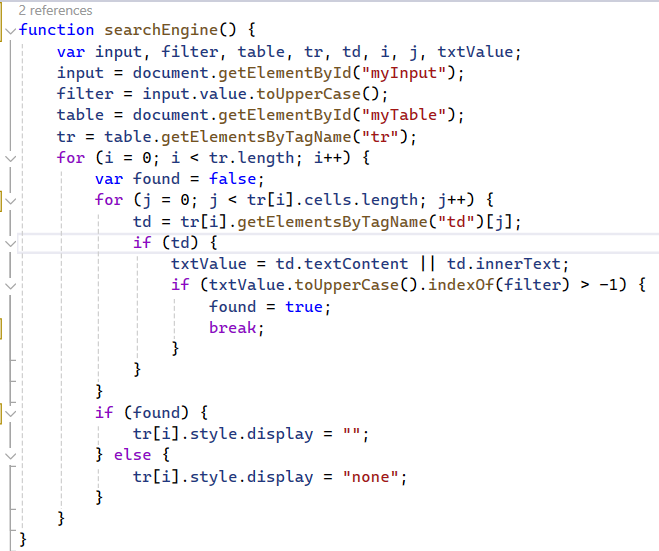 2 references
function searchEngine() {
    var input, filter, table, tr, td, i, j, txtValue;
    input = document.getElementById("myInput");
    filter = input.value.toUpperCase();
    table = document.getElementById("myTable");
    tr = table.getElementsByTagName("tr");
    for (i = 0; i < tr.length; i++) {
        var found = false;
        for (j = 0; j < tr[i].cells.length; j++) {
            td = tr[i].getElementsByTagName("td")[j];
            if (td) {
                txtValue = td.textContent || td.innerText;
                if (txtValue.toUpperCase().indexOf(filter) > -1) {
                    found = true;
                    break;
                }
            }
        }
        if (found) {
            tr[i].style.display = "";
        } else {
            tr[i].style.display = "none";
        }
    }
}